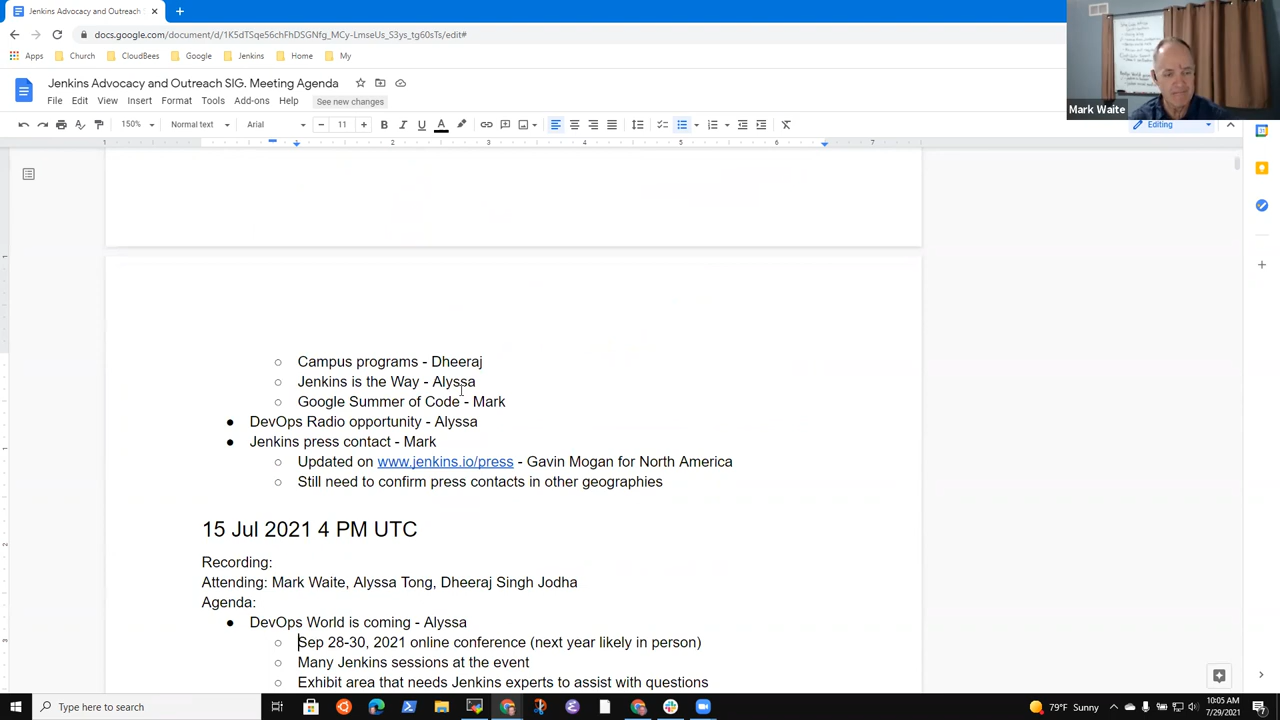 Jenkins Advocacy and Outreach S
docs.google.com/document/d/
Apps Church CloudBees Google Jenkins Home My
Jenkins Advocacy and Outreach SIG. Meeting Agenda
File Edit View Insert Format Tools Add-ons Help See new changes
150% Normal text Arial 11 B I U A Editing
Mark Waite
1 2 3 4 5 6 7
Campus programs - Dheeraj
Jenkins is the Way - Alyssa
Google Summer of Code - Mark
DevOps Radio opportunity - Alyssa
Jenkins press contact - Mark
Updated on www.jenkins.io/press - Gavin Mogan for North America
Still need to confirm press contacts in other geographies
15 Jul 2021 4 PM UTC
Recording:
Attending: Mark Waite, Alyssa Tong, Dheeraj Singh Jodha
Agenda:
DevOps World is coming - Alyssa
Sep 28-30, 2021 online conference (next year likely in person)
Many Jenkins sessions at the event
Exhibit area that needs Jenkins experts to assist with questions
Type here to search
79°F Sunny
10:05 AM
7/29/2021